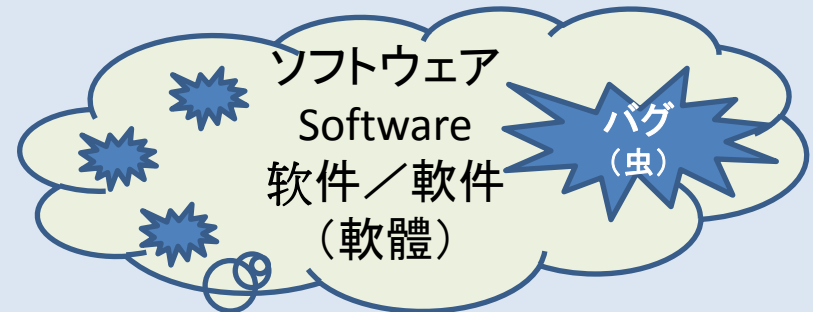 ソフトウェア
Software
软件／軟件
（軟體）
バグ
（虫）